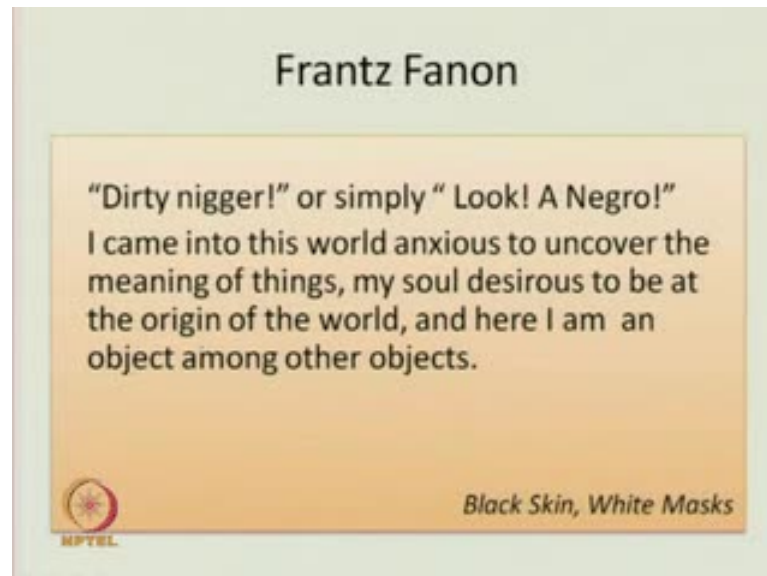 Frantz Fanon
“Dirty nigger!” or simply “ Look! A Negro!”
I came into this world anxious to uncover the
meaning of things, my soul desirous to be at
the origin of the world, and here I am an
object among other objects.
Black Skin, White Masks
NPTEL